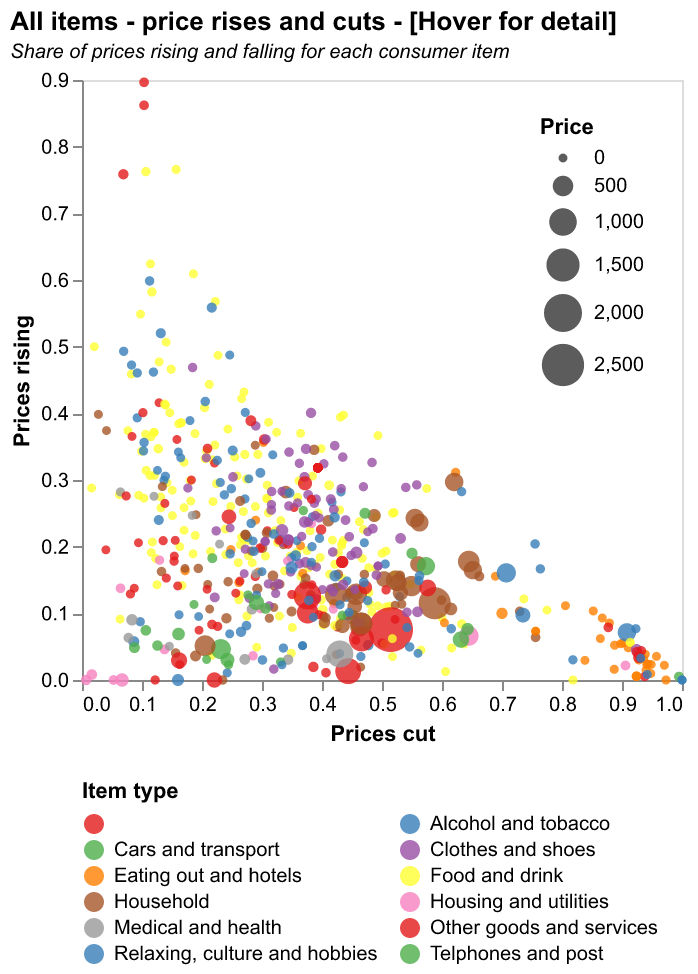 All items - price rises and cuts - [Hover for detail]
Share of prices rising and falling for each consumer item
0.9
0.8
0.7
0.6
0.5
0.4
0.3
0.2
0.1
0.0
Prices rising
0.0 0.1 0.2 0.3 0.4 0.5 0.6 0.7 0.8 0.9 1.0
Prices cut
Price
0
500
1,000
1,500
2,000
2,500
Item type
Alcohol and tobacco
Cars and transport
Clothes and shoes
Eating out and hotels
Food and drink
Household
Housing and utilities
Medical and health
Other goods and services
Relaxing, culture and hobbies
Telphones and post